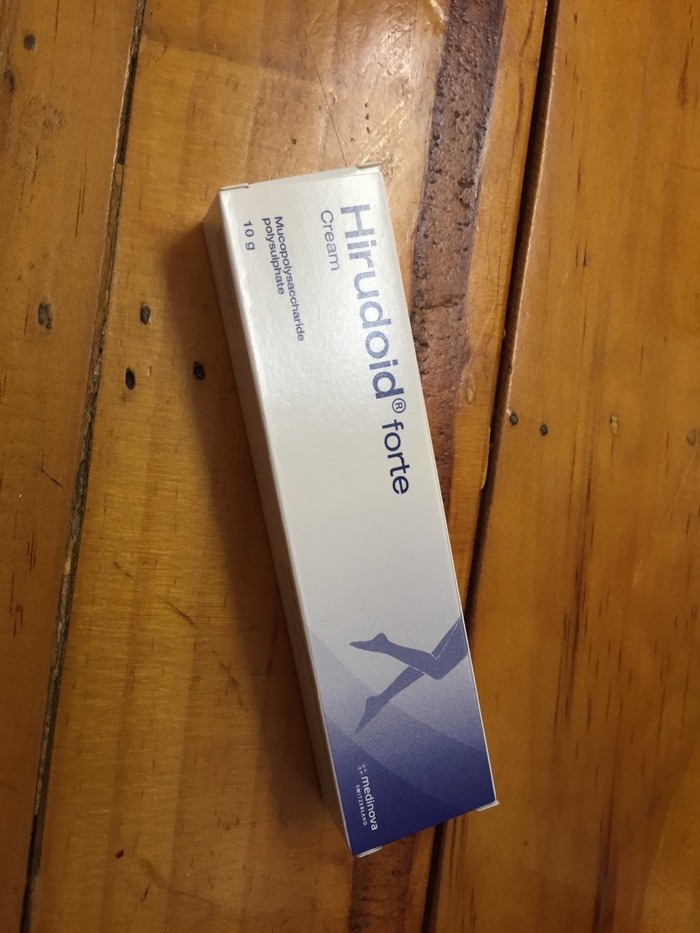 Hirudoid® forte
Cream
Mucopolysaccharide
polysulphate
10 g
medinova
SWITZERLAND